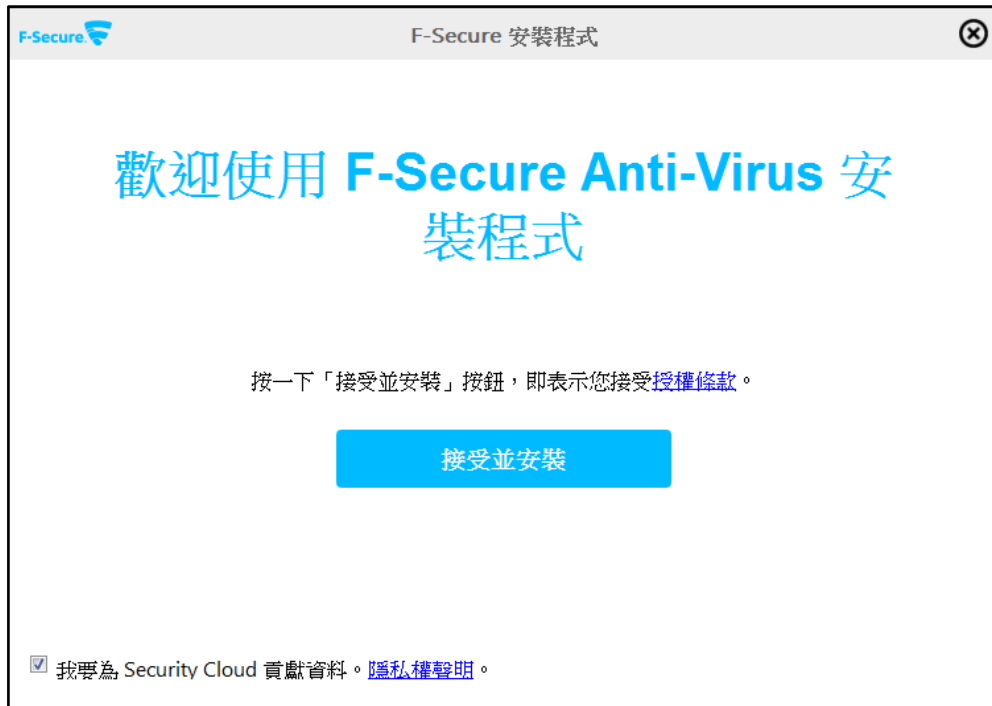 F-Secure
F-Secure 安裝程式
歡迎使用 F-Secure Anti-Virus 安
裝程式
按一下「接受並安裝」按鈕，即表示您接受授權條款。
接受並安裝
我要為 Security Cloud 貢獻資料。隱私權聲明。